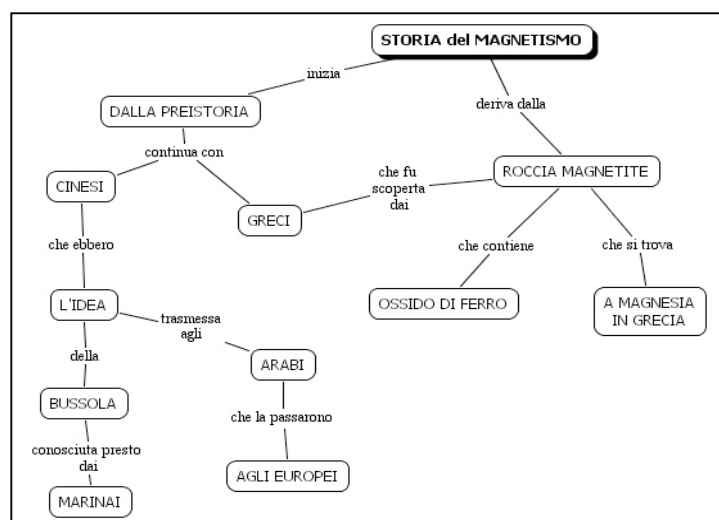 STORIA del MAGNETISMO
inizia
deriva dalla
DALLA PREISTORIA
continua con
che fu
scoperta
dai
ROCCIA MAGNETITE
CINESI
GRECI
che ebbero
che contiene
che si trova
L'IDEA
trasmessa
agli
OSSIDO DI FERRO
A MAGNESIA
IN GRECIA
della
ARABI
BUSSOLA
che la passarono
conosciuta presto
dai
AGLI EUROPEI
MARINAI